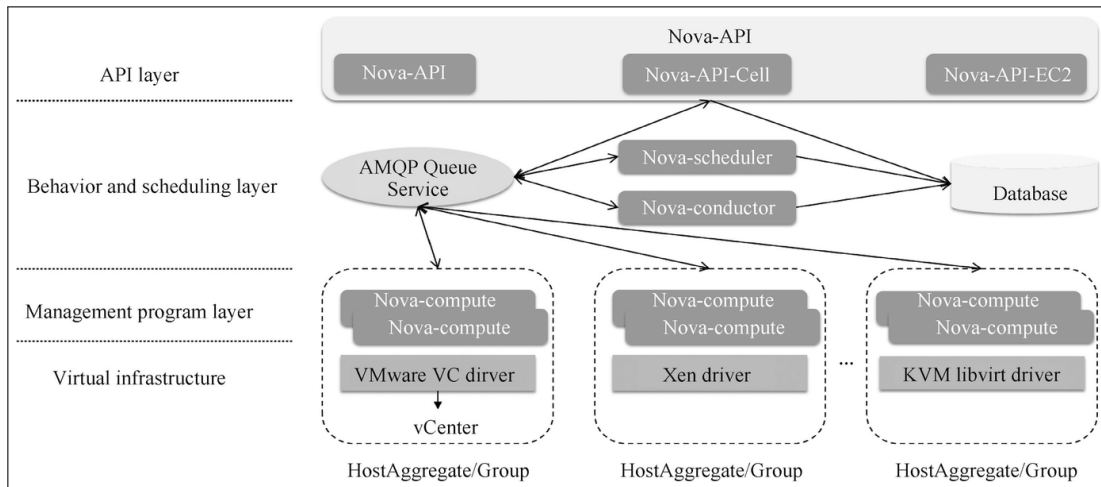 Nova-API
API layer
Nova-API
Nova-API-Cell
Nova-API-EC2
Behavior and scheduling layer
AMQP Queue
Service
Nova-scheduler
Nova-conductor
Database
Management program layer
Nova-compute
Nova-compute
Nova-compute
Nova-compute
Nova-compute
Nova-compute
Virtual infrastructure
VMware VC dirver
Xen driver
...
KVM libvirt driver
vCenter
HostAggregate/Group
HostAggregate/Group
HostAggregate/Group